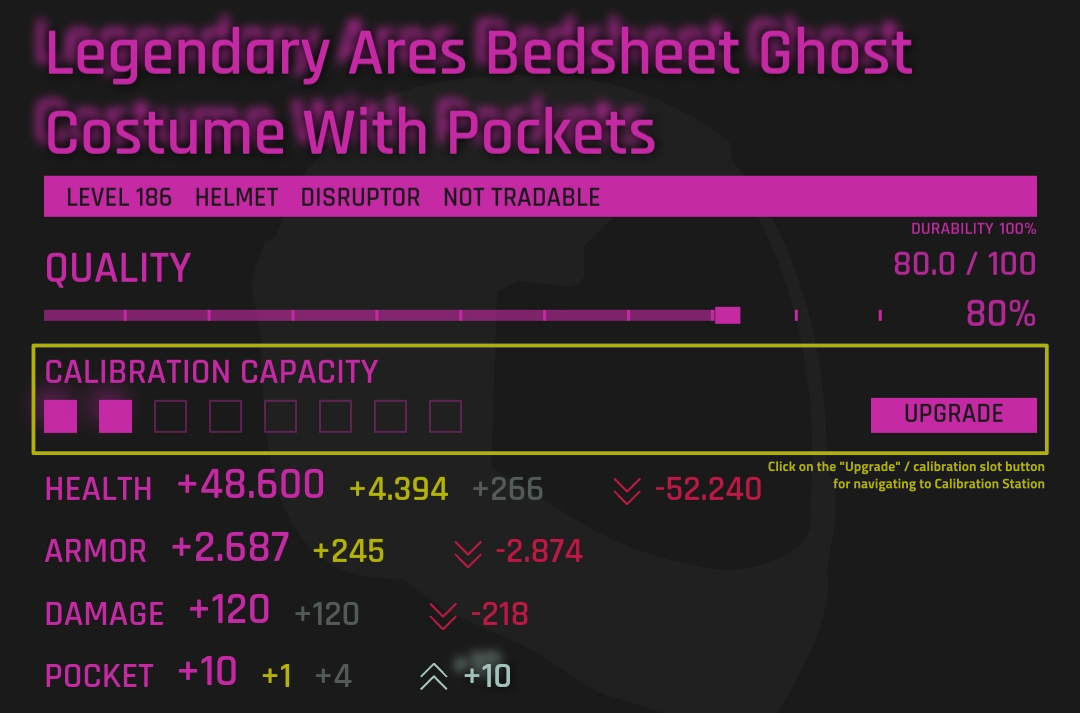 Legendary Ares Bedsheet Ghost
Costume With Pockets
LEVEL 186 HELMET DISRUPTOR NOT TRADABLE
DURABILITY 100%
QUALITY 80.0 / 100
80%
CALIBRATION CAPACITY
UPGRADE
Click on the "Upgrade" / calibration slot button
for navigating to Calibration Station
HEALTH +48.600 +4.394 +266 -52.240
ARMOR +2.687 +245 -2.874
DAMAGE +120 +120 -218
POCKET +10 +1 +4 +10